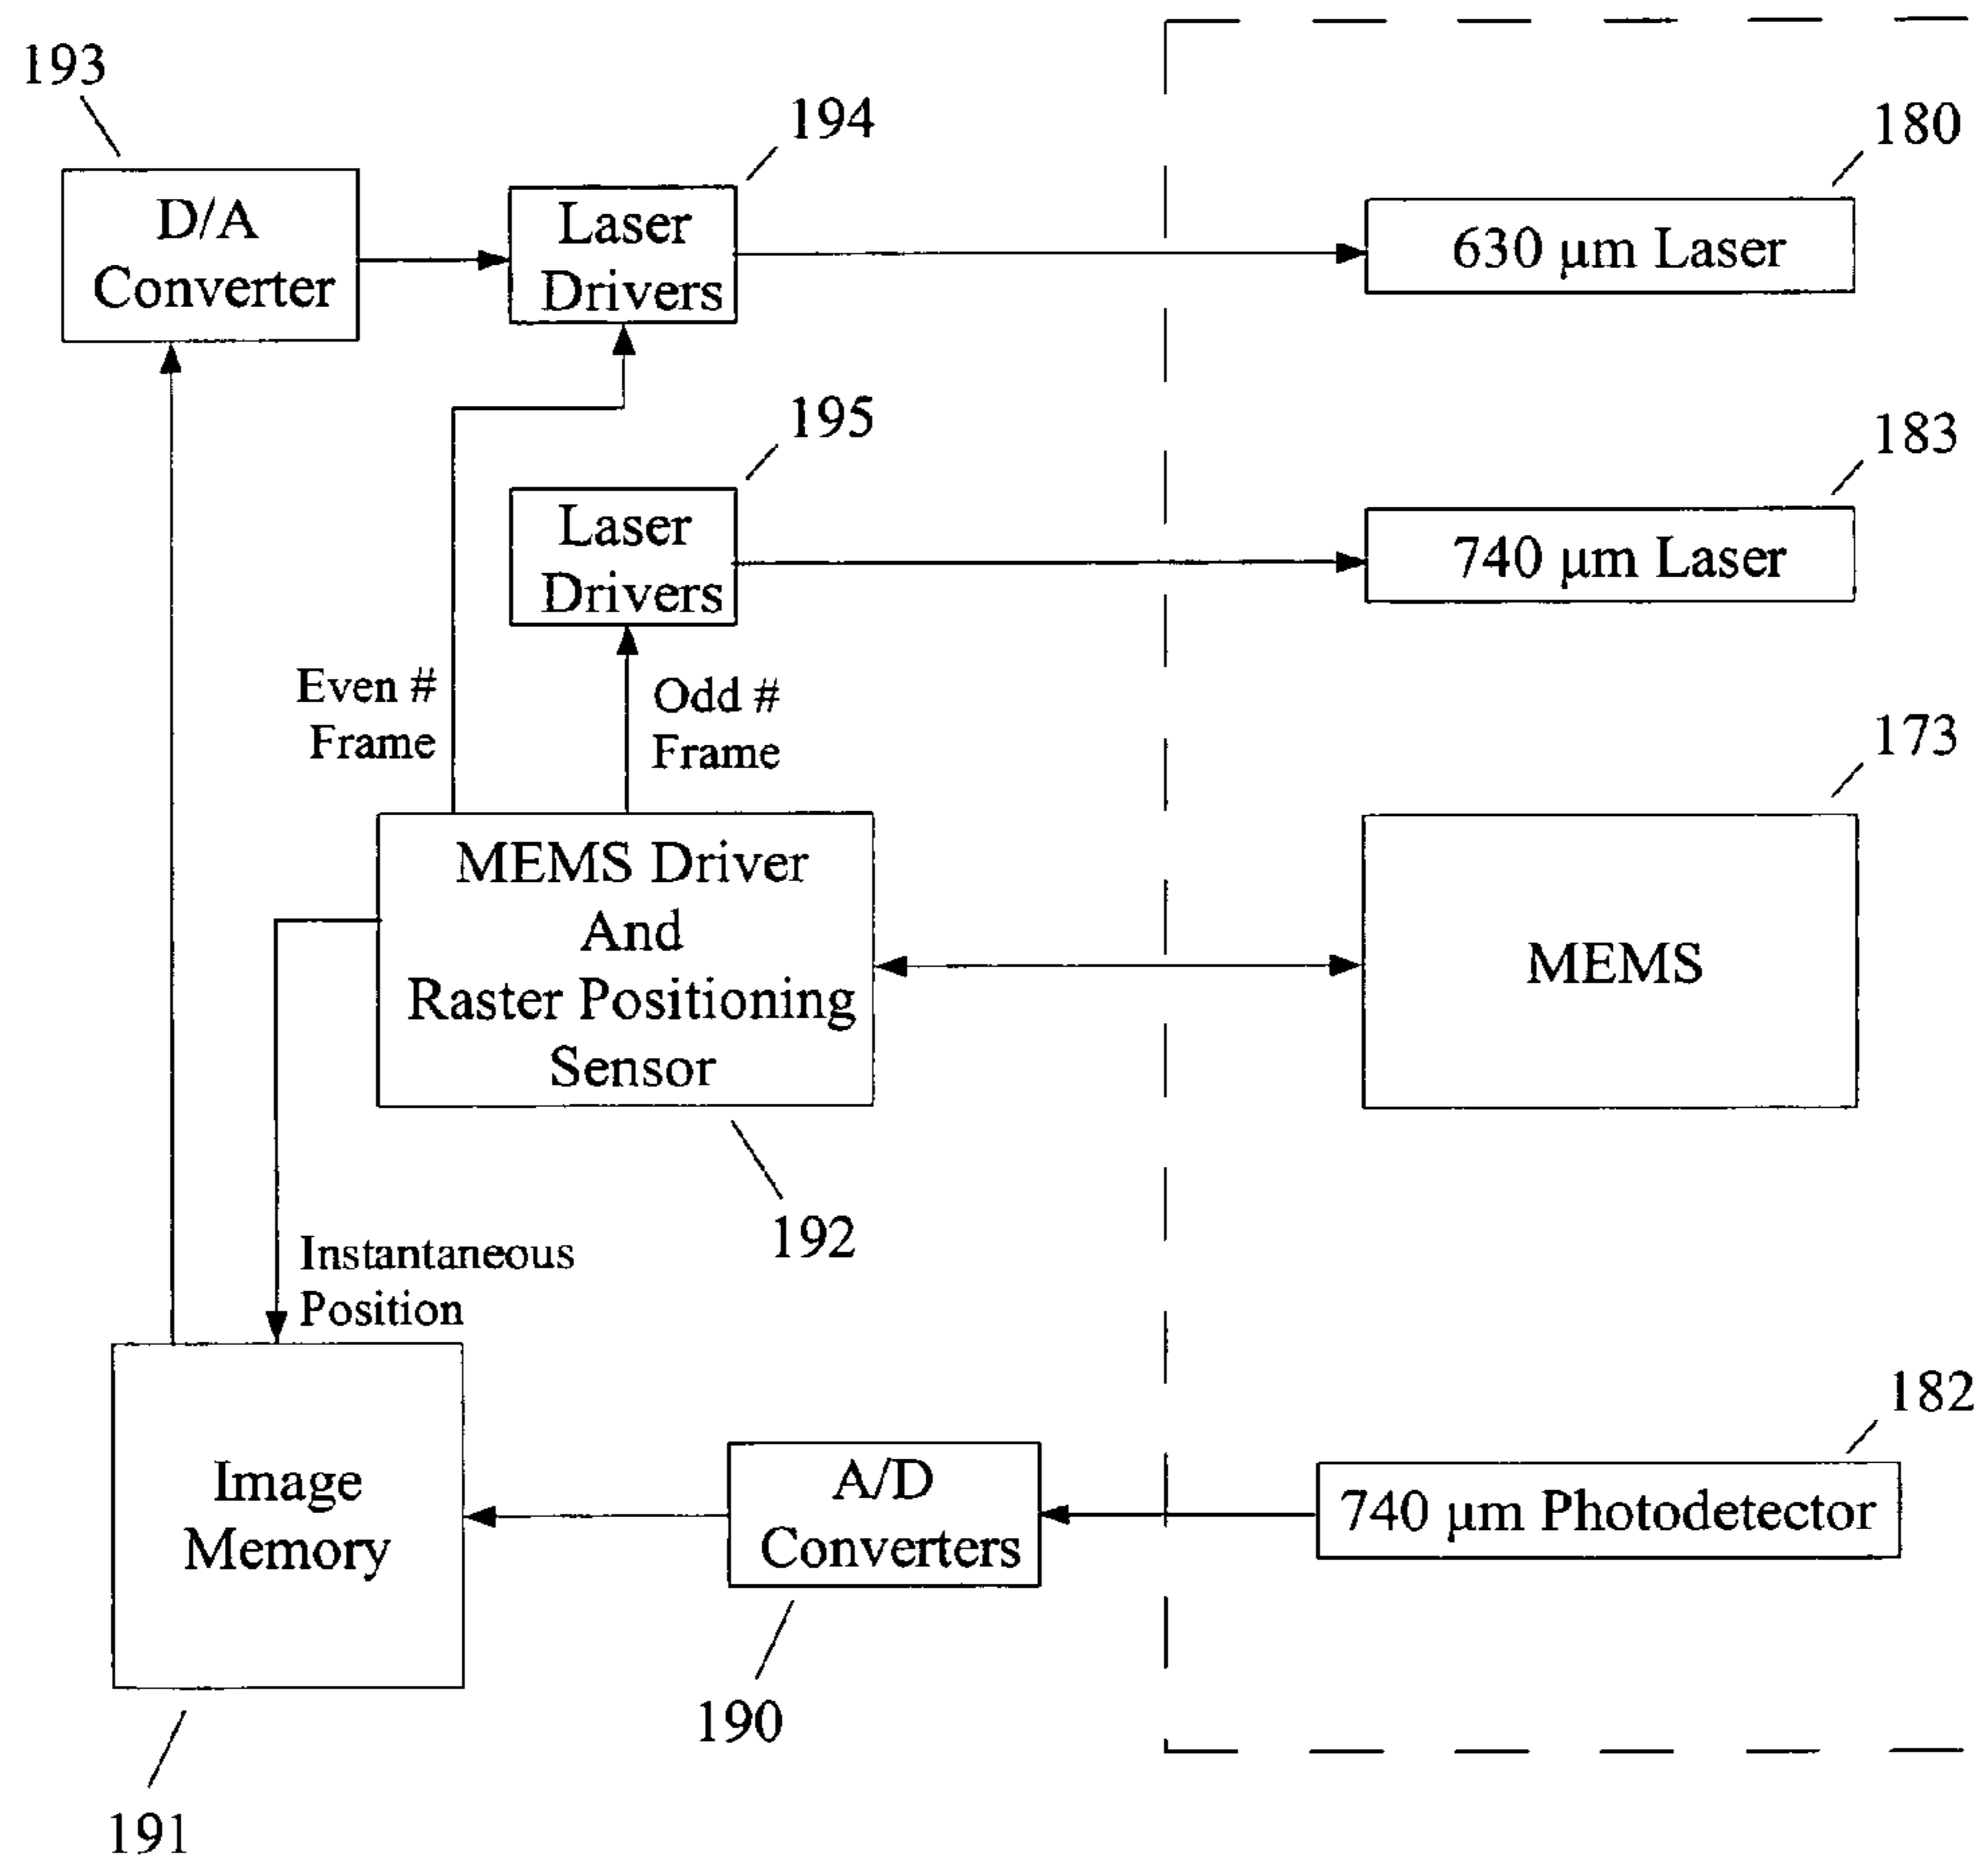 193
194
180
D/A
Converter
Laser
Drivers
630 μm Laser
195
183
Laser
Drivers
740 μm Laser
Even #
Frame
Odd #
Frame
173
MEMS Driver
And
Raster Positioning
Sensor
MEMS
192
Instantaneous
Position
182
Image
Memory
A/D
Converters
740 μm Photodetector
190
191